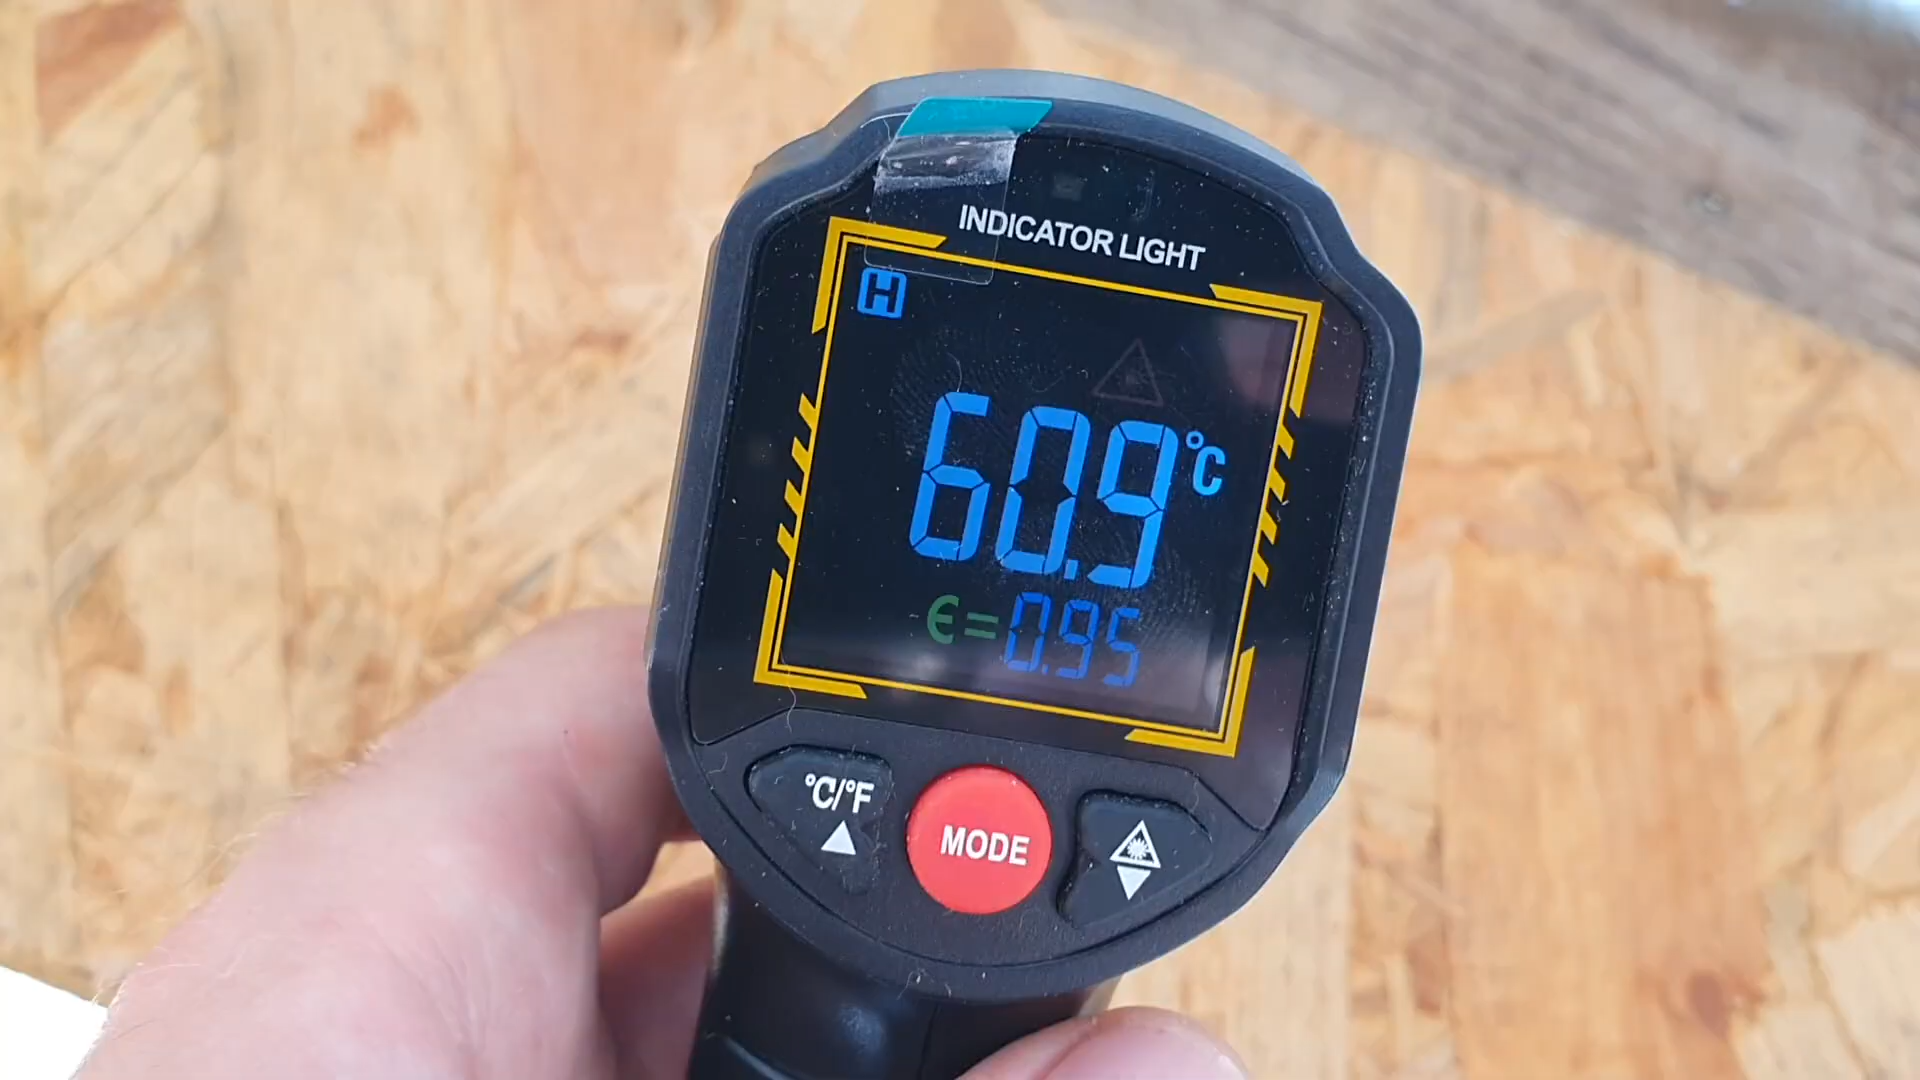 INDICATOR LIGHT
H
60.9°C
€=0.95
°C/°F
MODE